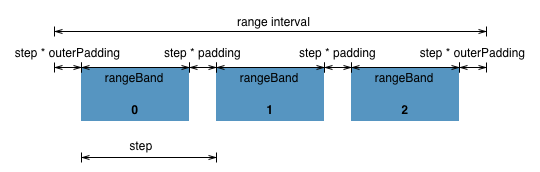 range interval
step * outerPadding step * padding step * padding step * outerPadding
rangeBand rangeBand rangeBand
0 1 2
step